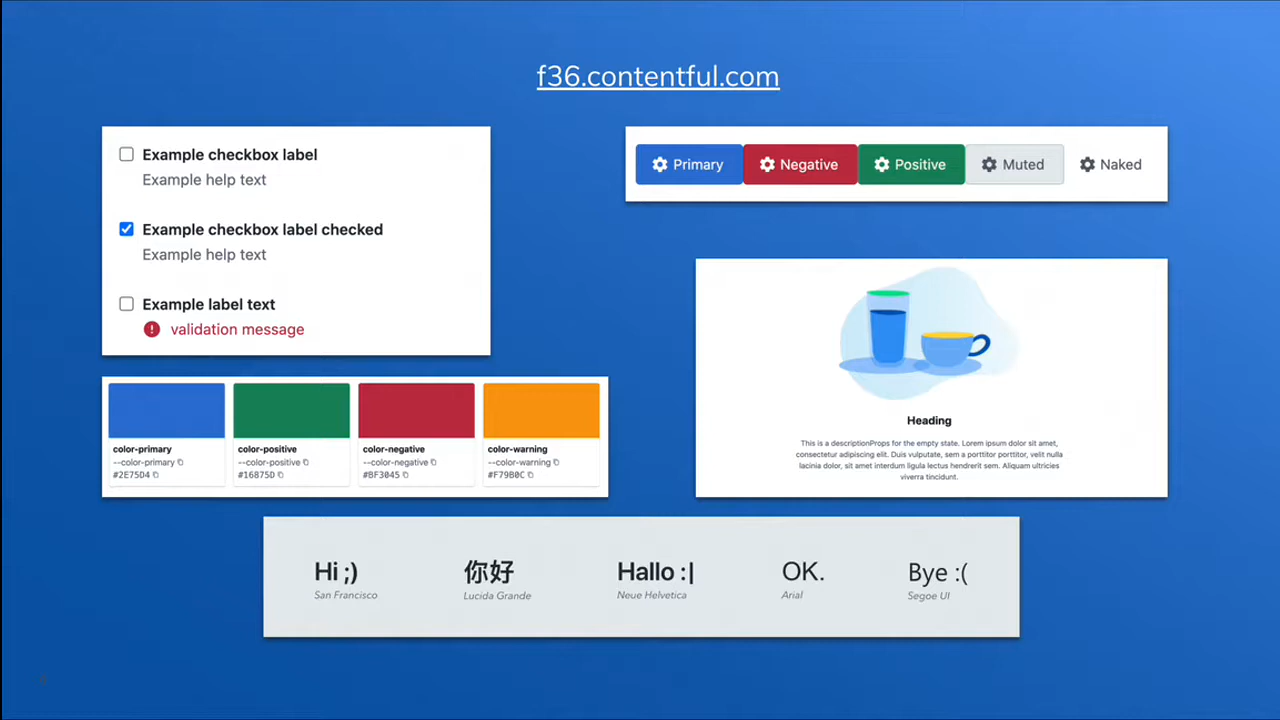 f36.contentful.com
Example checkbox label
Example help text
Example checkbox label checked
Example help text
Example label text
validation message
Primary
Negative
Positive
Muted
Naked
color-primary
--color-primary
#2E75D4
color-positive
--color-positive
#16875D
color-negative
--color-negative
#BF3045
color-warning
--color-warning
#F79B0C
Heading
This is a descriptionProps for the empty state. Lorem ipsum dolor sit amet,
consectetur adipiscing elit. Duis vulputate, sem a porttitor porttitor, velit nulla
lacinia dolor, sit amet interdum ligula lectus hendrerit sem. Aliquam ultricies
viverra tincidunt.
Hi ;)
San Francisco
你好
Lucida Grande
Hallo :|
Neue Helvetica
OK.
Arial
Bye :(
Segoe UI